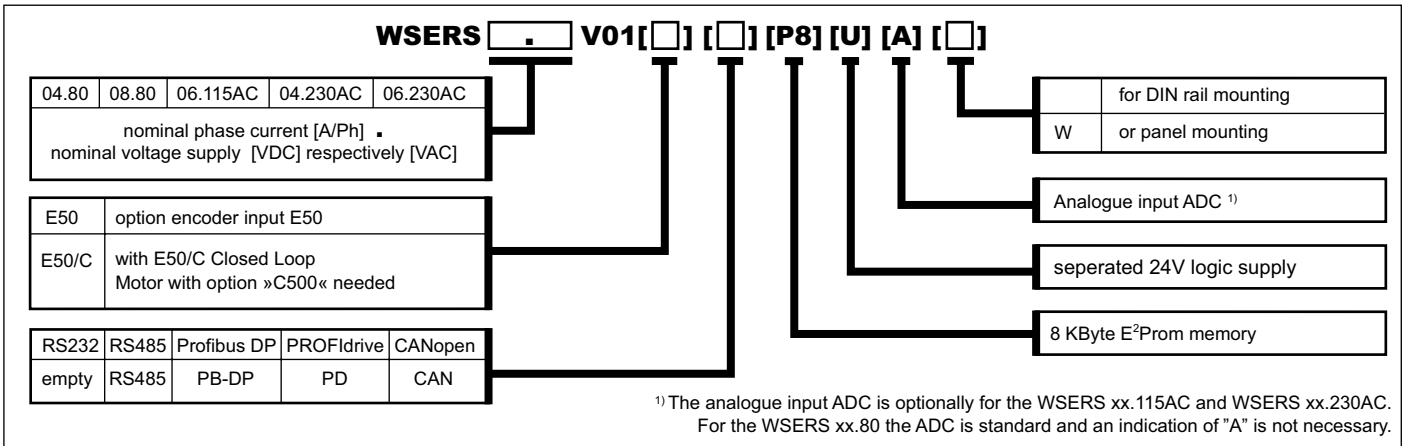 WSERS . V01[ ] [ ] [P8] [U] [A] [ ]
04.80 08.80 06.115AC 04.230AC 06.230AC
nominal phase current [A/Ph] .
nominal voltage supply [VDC] respectively [VAC]
E50 option encoder input E50
E50/C with E50/C Closed Loop
Motor with option »C500« needed
RS232 RS485 Profibus DP PROFIdrive CANopen
empty RS485 PB-DP PD CAN
for DIN rail mounting
W or panel mounting
Analogue input ADC 1)
seperated 24V logic supply
8 KByte E²Prom memory
1) The analogue input ADC is optionally for the WSERS xx.115AC and WSERS xx.230AC.
For the WSERS xx.80 the ADC is standard and an indication of ”A” is not necessary.